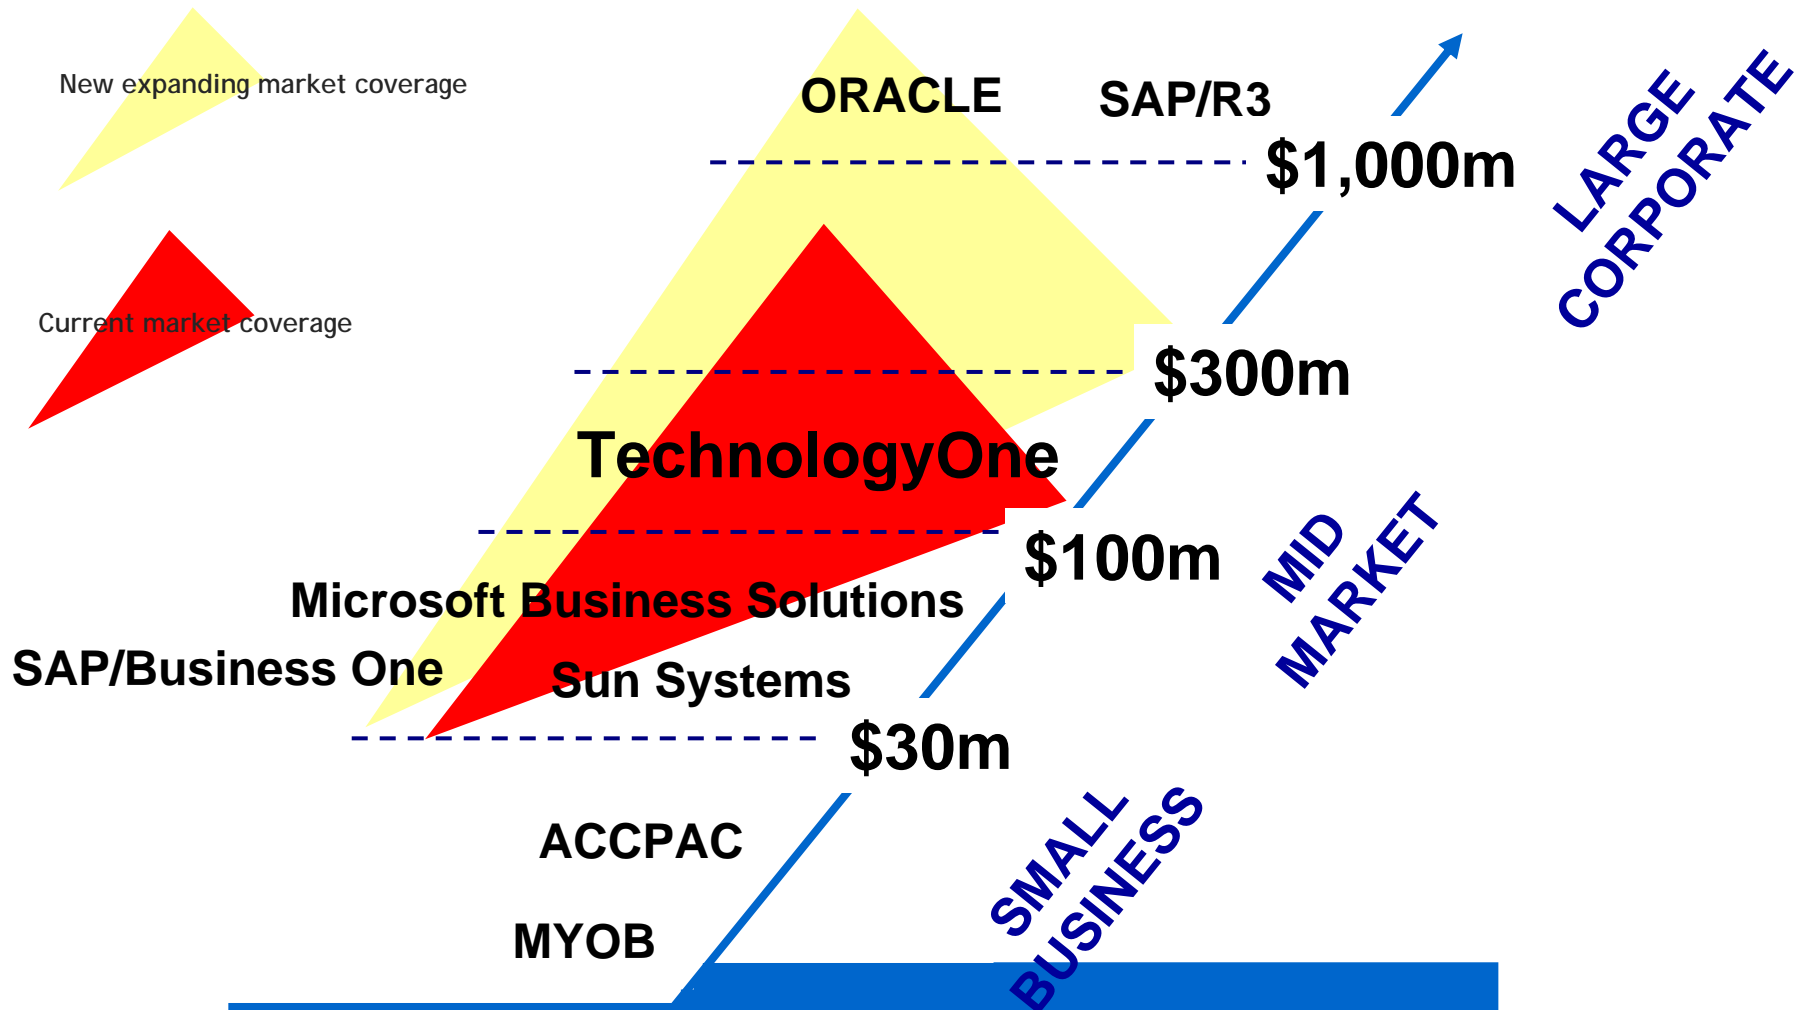 New expanding market coverage
ORACLE
SAP/R3
$1,000m
LARGE
CORPORATE
Current market coverage
$300m
TechnologyOne
$100m
MID
MARKET
Microsoft Business Solutions
SAP/Business One
Sun Systems
$30m
ACCPAC
SMALL
BUSINESS
MYOB